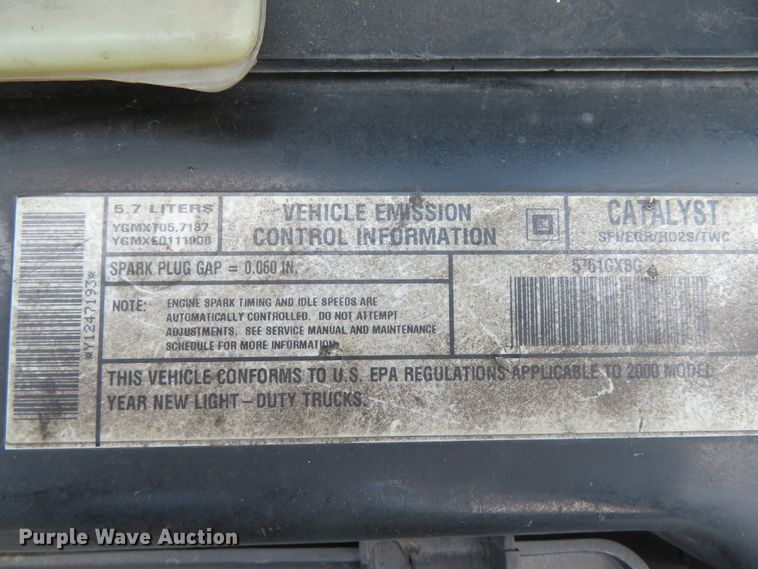 5.7 LITERS
YGMXT05.7187
YGMXE0111908
VEHICLE EMISSION
CONTROL INFORMATION
GM
CATALYST
SFI/EGR/HO2S/TWC
SPARK PLUG GAP = 0.060 IN.
NOTE: ENGINE SPARK TIMING AND IDLE SPEEDS ARE
AUTOMATICALLY CONTROLLED. DO NOT ATTEMPT
ADJUSTMENTS. SEE SERVICE MANUAL AND MAINTENANCE
SCHEDULE FOR MORE INFORMATION.
*Y1247193*
THIS VEHICLE CONFORMS TO U.S. EPA REGULATIONS APPLICABLE TO 2000 MODEL
YEAR NEW LIGHT-DUTY TRUCKS.
Purple Wave Auction